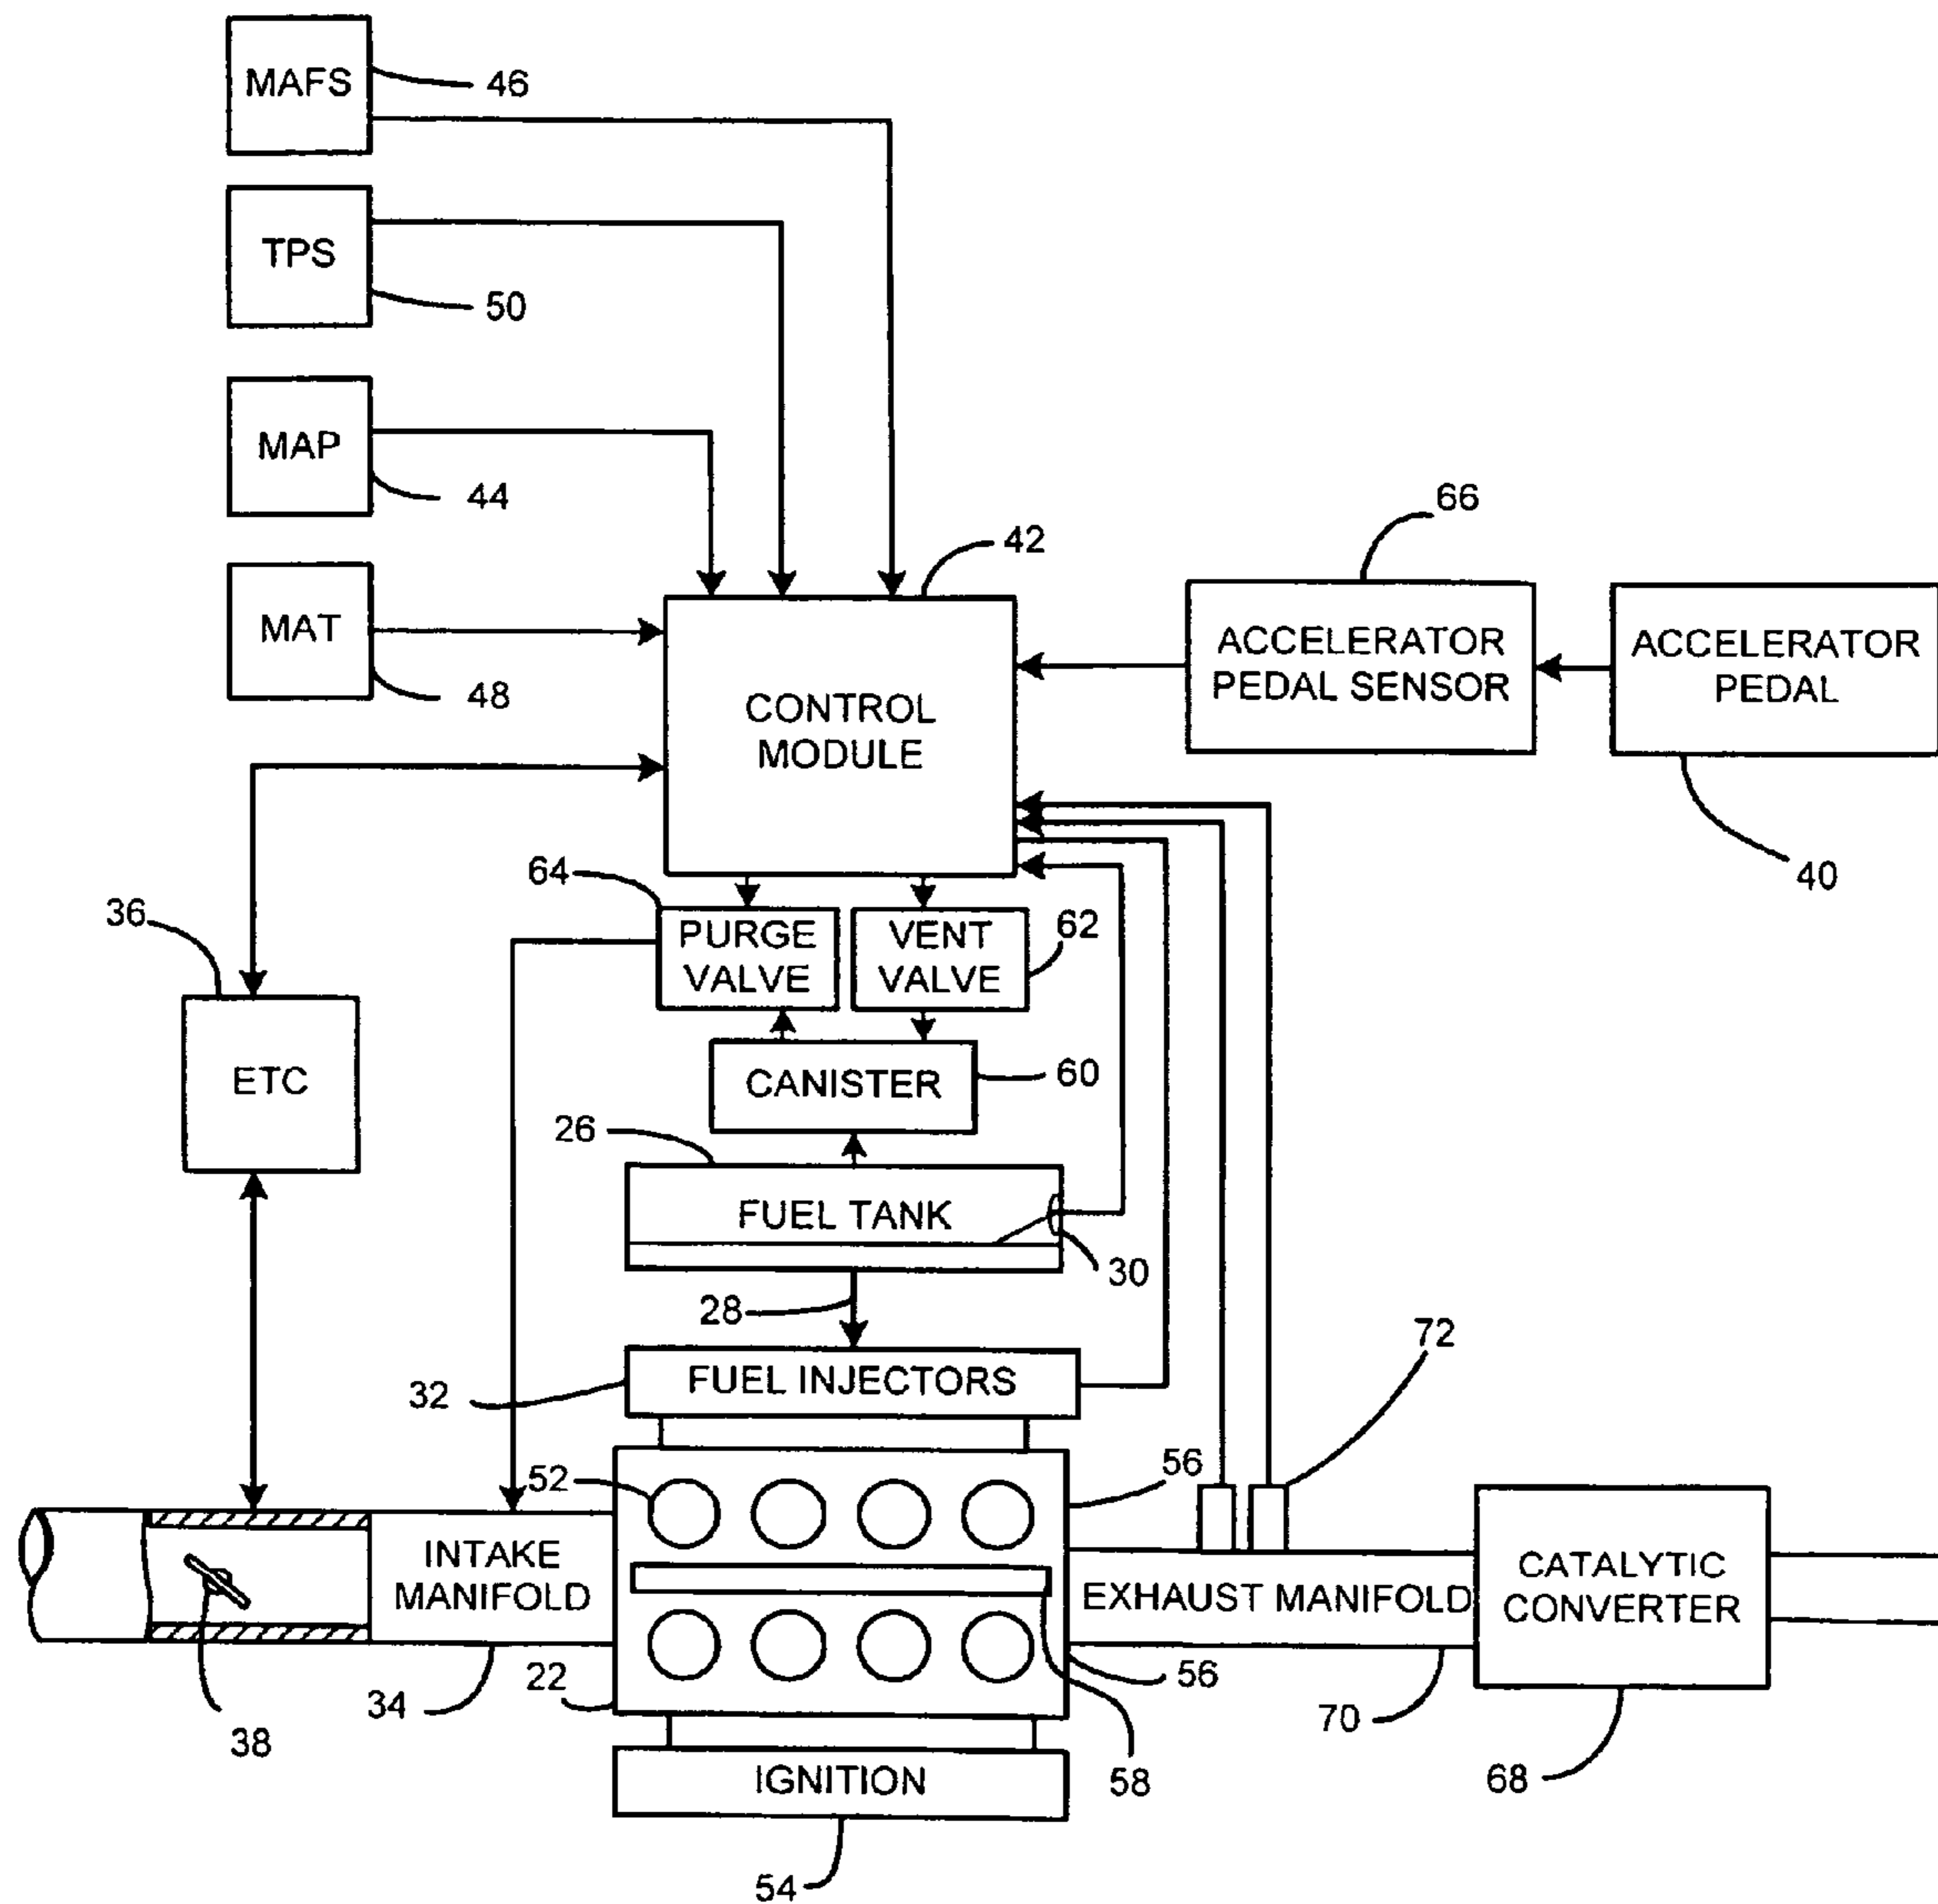 MAFS
46
TPS
50
MAP
44
42
66
MAT
48
CONTROL
MODULE
ACCELERATOR
PEDAL SENSOR
ACCELERATOR
PEDAL
40
64
36
PURGE
VALVE
VENT
VALVE
62
ETC
CANISTER
60
26
FUEL TANK
30
28
72
32
FUEL INJECTORS
52
56
INTAKE
MANIFOLD
EXHAUST MANIFOLD
CATALYTIC
CONVERTER
22
56
34
70
38
58
68
IGNITION
54